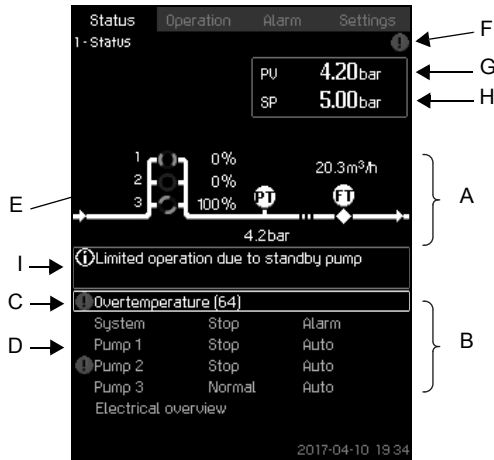 Status Operation Alarm Settings
1 - Status
F
PV 4.20bar
G
SP 5.00bar
H
1 0%
20.3m³/h
2 0%
A
E
3 100% PT FT
4.2bar
I
Limited operation due to standby pump
C
Overtemperature (64)
System Stop Alarm
D
Pump 1 Stop Auto
B
Pump 2 Stop Auto
Pump 3 Normal Auto
Electrical overview
2017-04-10 19:34